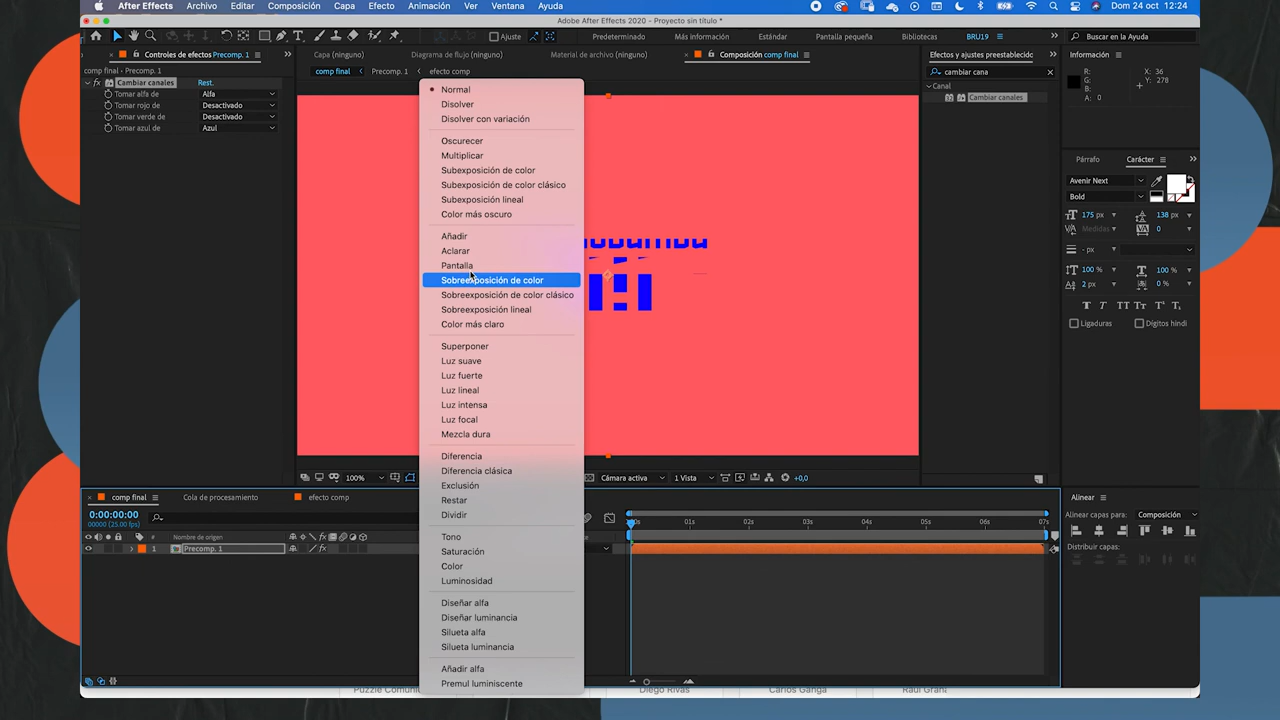 After Effects Archivo Editar Composición Capa Efecto Animación Ver Ventana Ayuda Dom 24 oct 12:24
Adobe After Effects 2020 - Proyecto sin título *
Ajuste Predeterminado Más información Estándar Pantalla pequeña Bibliotecas BRU19 Buscar en la Ayuda
Controles de efectos Precomp. 1
Capa (ninguno) Diagrama de flujo (ninguno) Material de archivo (ninguno) Composición comp final
Efectos y ajustes preestablecidc
Información
comp final · Precomp. 1
fx Cambiar canales Rest.
Tomar alfa de Alfa
Tomar rojo de Desactivado
Tomar verde de Desactivado
Tomar azul de Azul
comp final Precomp. 1 efecto comp
Normal
Disolver
Disolver con variación
Oscurecer
Multiplicar
Subexposición de color
Subexposición de color clásico
Subexposición lineal
Color más oscuro
Añadir
Aclarar
Pantalla
Sobreexposición de color
Sobreexposición de color clásico
Sobreexposición lineal
Color más claro
Superponer
Luz suave
Luz fuerte
Luz lineal
Luz intensa
Luz focal
Mezcla dura
Diferencia
Diferencia clásica
Exclusión
Restar
Dividir
Tono
Saturación
Color
Luminosidad
Diseñar alfa
Diseñar luminancia
Silueta alfa
Silueta luminancia
Añadir alfa
Premul luminiscente
cambiar cana
Canal
Cambiar canales
R:
G:
B:
A: 0
X: 36
Y: 278
Párrafo Carácter
Avenir Next
Bold
175 px 138 px
Medidas 0
- px
100 % 100 %
2 px 0 %
T T TT Tt T T
Ligaduras Dígitos hindi
100% Cámara activa 1 Vista +0,0
comp final Cola de procesamiento efecto comp
0:00:00:00
00000 (25.00 fps)
Nombre de origen
1 Precomp. 1
01s 02s 03s 04s 05s 06s 07s
Alinear
Alinear capas para: Composición
Distribuir capas:
Diego Rivas Carlos Ganga